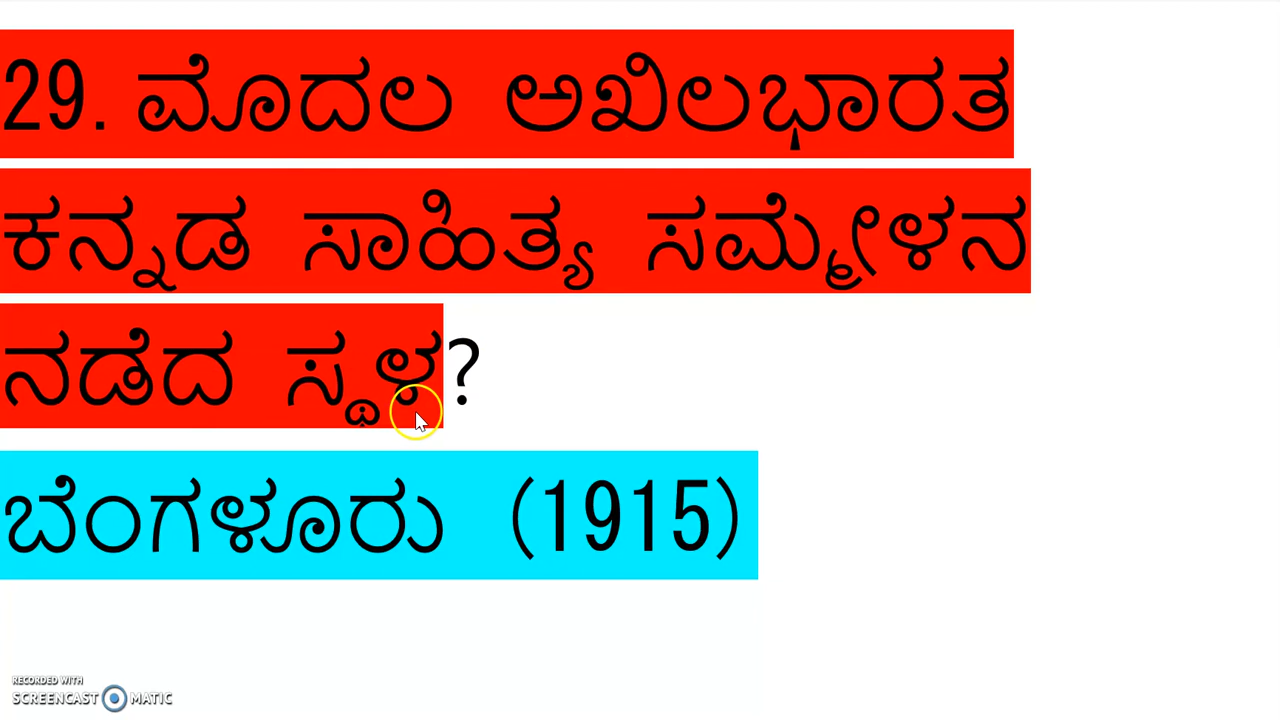 29. ಮೊದಲ ಅಖಿಲಭಾರತ
ಕನ್ನಡ ಸಾಹಿತ್ಯ ಸಮ್ಮೇಳನ
ನಡೆದ ಸ್ಥಳ?
ಬೆಂಗಳೂರು (1915)
RECORDED WITH
SCREENCAST MATIC